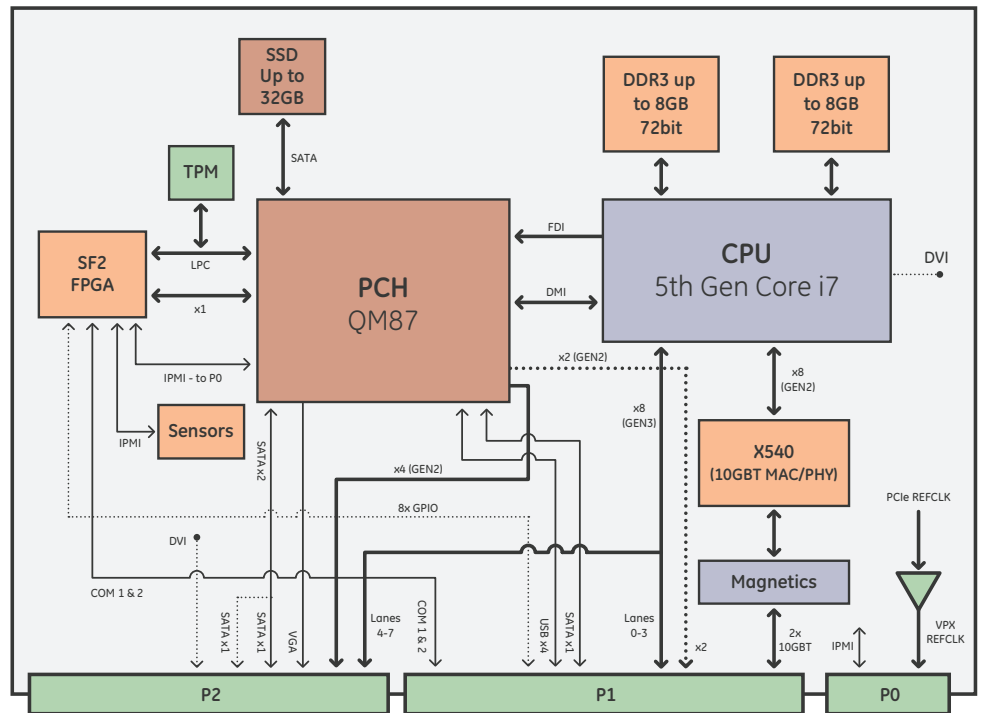 SSD
Up to
32GB
DDR3 up
to 8GB
72bit
DDR3 up
to 8GB
72bit
SATA
TPM
SF2
FPGA
LPC
x1
PCH
QM87
FDI
DMI
CPU
5th Gen Core i7
DVI
IPMI - to P0
x2 (GEN2)
x8
(GEN3)
x8
(GEN2)
Sensors
IPMI
SATA x2
x4 (GEN2)
X540
(10GBT MAC/PHY)
PCIe REFCLK
8x GPIO
DVI
COM 1 & 2
Magnetics
SATA x1
SATA x1
VGA
Lanes
4-7
COM 1 & 2
USB x4
SATA x1
Lanes
0-3
x2
2x
10GBT
IPMI
VPX
REFCLK
P2
P1
P0